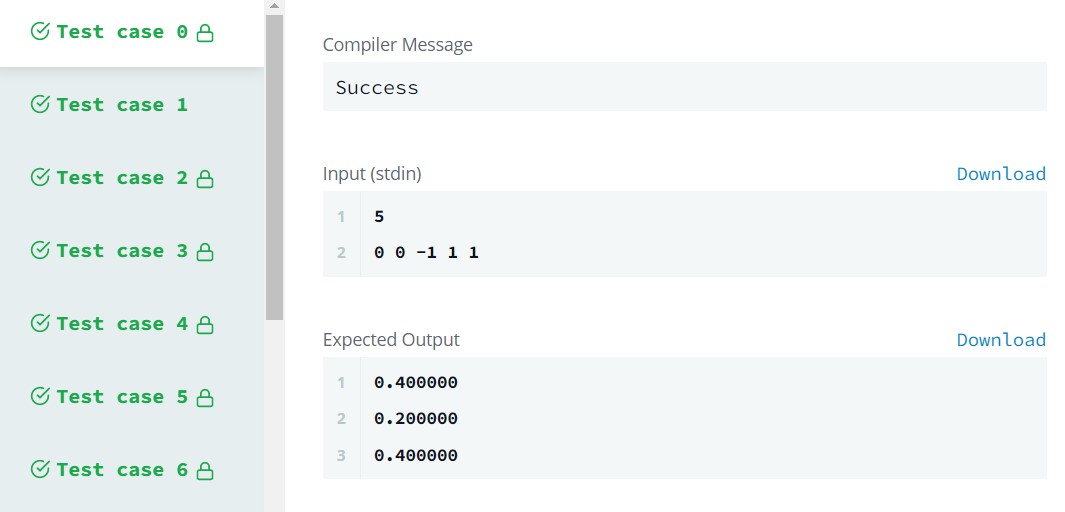 Test case 0
Test case 1
Test case 2
Test case 3
Test case 4
Test case 5
Test case 6
Compiler Message
Success
Input (stdin)
Download
1 5
2 0 0 -1 1 1
Expected Output
Download
1 0.400000
2 0.200000
3 0.400000